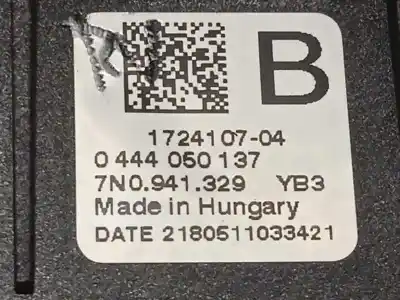 B
1724107-04
0 444 050 137
7N0.941.329 YB3
Made in Hungary
DATE 2180511033421